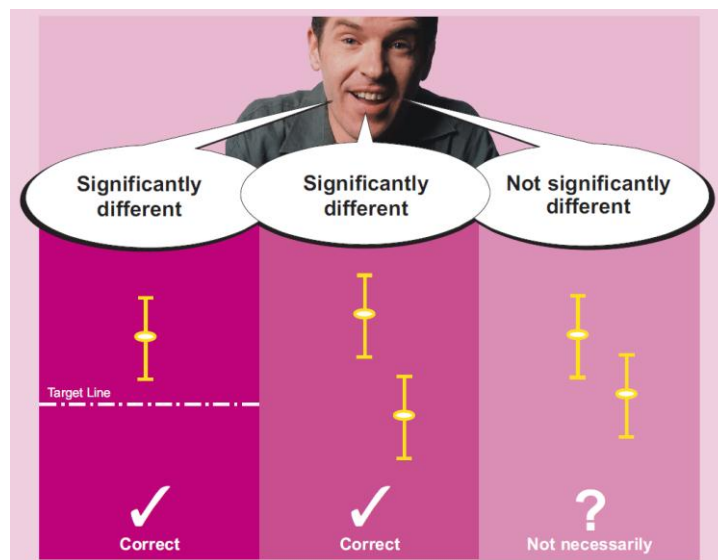 Significantly
different
Significantly
different
Not significantly
different
Target Line
Correct
Correct
?
Not necessarily